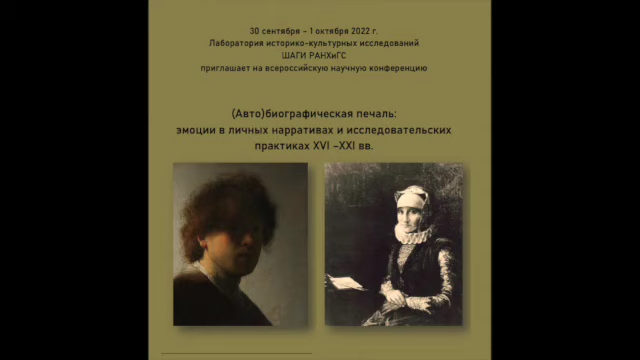 30 сентября – 1 октября 2022 г.
Лаборатория историко-культурных исследований
ШАГИ РАНХиГС
приглашает на всероссийскую научную конференцию
(Авто)биографическая печаль:
эмоции в личных нарративах и исследовательских
практиках XVI –XXI вв.